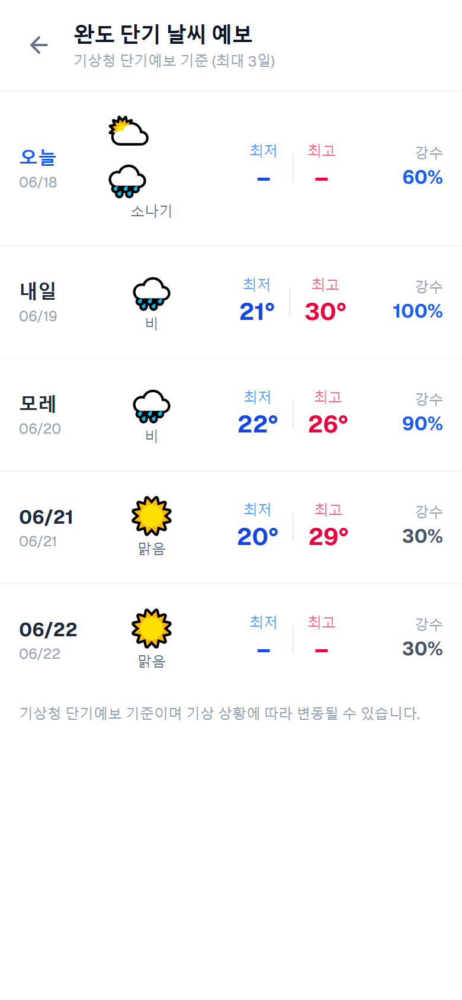 완도 단기 날씨 예보
기상청 단기예보 기준 (최대 3일)
오늘
06/18
소나기
최저
–
최고
–
강수
60%
내일
06/19
비
최저
21°
최고
30°
강수
100%
모레
06/20
비
최저
22°
최고
26°
강수
90%
06/21
06/21
맑음
최저
20°
최고
29°
강수
30%
06/22
06/22
맑음
최저
–
최고
–
강수
30%
기상청 단기예보 기준이며 기상 상황에 따라 변동될 수 있습니다.